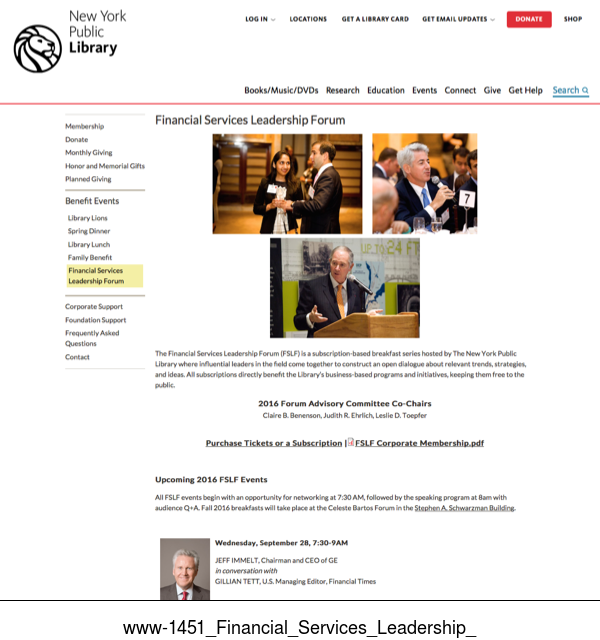 New York
Public
Library
LOG IN
LOCATIONS
GET A LIBRARY CARD
GET EMAIL UPDATES
DONATE
SHOP
Books/Music/DVDs Research Education Events Connect Give Get Help Search
Membership
Donate
Monthly Giving
Honor and Memorial Gifts
Planned Giving
Benefit Events
Library Lions
Spring Dinner
Library Lunch
Family Benefit
Financial Services
Leadership Forum
Corporate Support
Foundation Support
Frequently Asked
Questions
Contact
Financial Services Leadership Forum
7
UP TO 24 FT
The Financial Services Leadership Forum (FSLF) is a subscription-based breakfast series hosted by The New York Public
Library where influential leaders in the field come together to construct an open dialogue about relevant trends, strategies,
and ideas. All subscriptions directly benefit the Library's business-based programs and initiatives, keeping them free to the
public.
2016 Forum Advisory Committee Co-Chairs
Claire B. Benenson, Judith R. Ehrlich, Leslie D. Toepfer
Purchase Tickets or a Subscription | FSLF Corporate Membership.pdf
Upcoming 2016 FSLF Events
All FSLF events begin with an opportunity for networking at 7:30 AM, followed by the speaking program at 8am with
audience Q+A. Fall 2016 breakfasts will take place at the Celeste Bartos Forum in the Stephen A. Schwarzman Building.
Wednesday, September 28, 7:30-9AM
JEFF IMMELT, Chairman and CEO of GE
in conversation with
GILLIAN TETT, U.S. Managing Editor, Financial Times
www-1451_Financial_Services_Leadership_